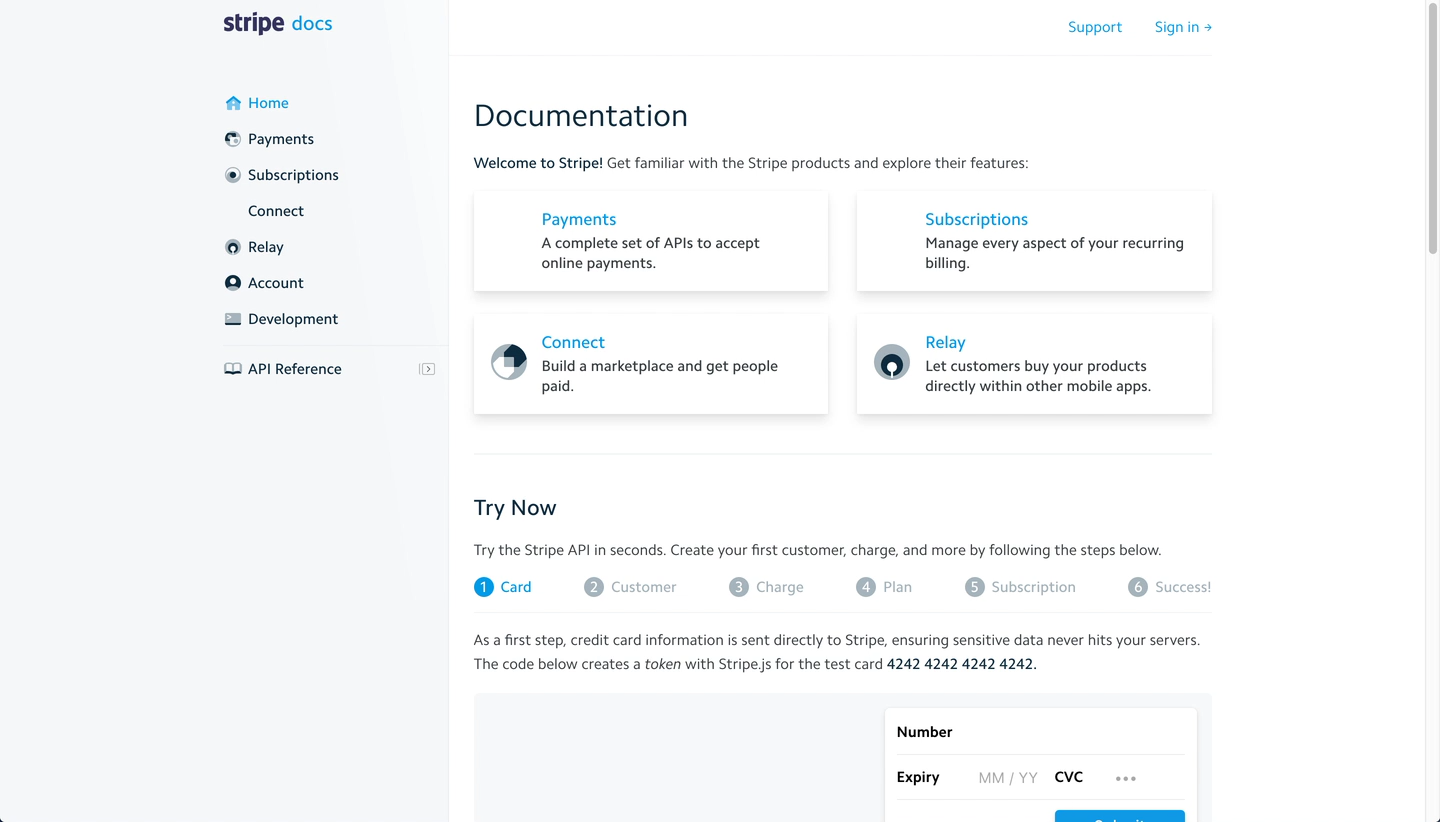 stripe docs
Support
Sign in →
Home
Payments
Subscriptions
Connect
Relay
Account
Development
API Reference
Documentation
Welcome to Stripe! Get familiar with the Stripe products and explore their features:
Payments
A complete set of APIs to accept
online payments.
Subscriptions
Manage every aspect of your recurring
billing.
Connect
Build a marketplace and get people
paid.
Relay
Let customers buy your products
directly within other mobile apps.
Try Now
Try the Stripe API in seconds. Create your first customer, charge, and more by following the steps below.
1 Card
2 Customer
3 Charge
4 Plan
5 Subscription
6 Success!
As a first step, credit card information is sent directly to Stripe, ensuring sensitive data never hits your servers.
The code below creates a token with Stripe.js for the test card 4242 4242 4242 4242.
Number
Expiry MM / YY CVC •••